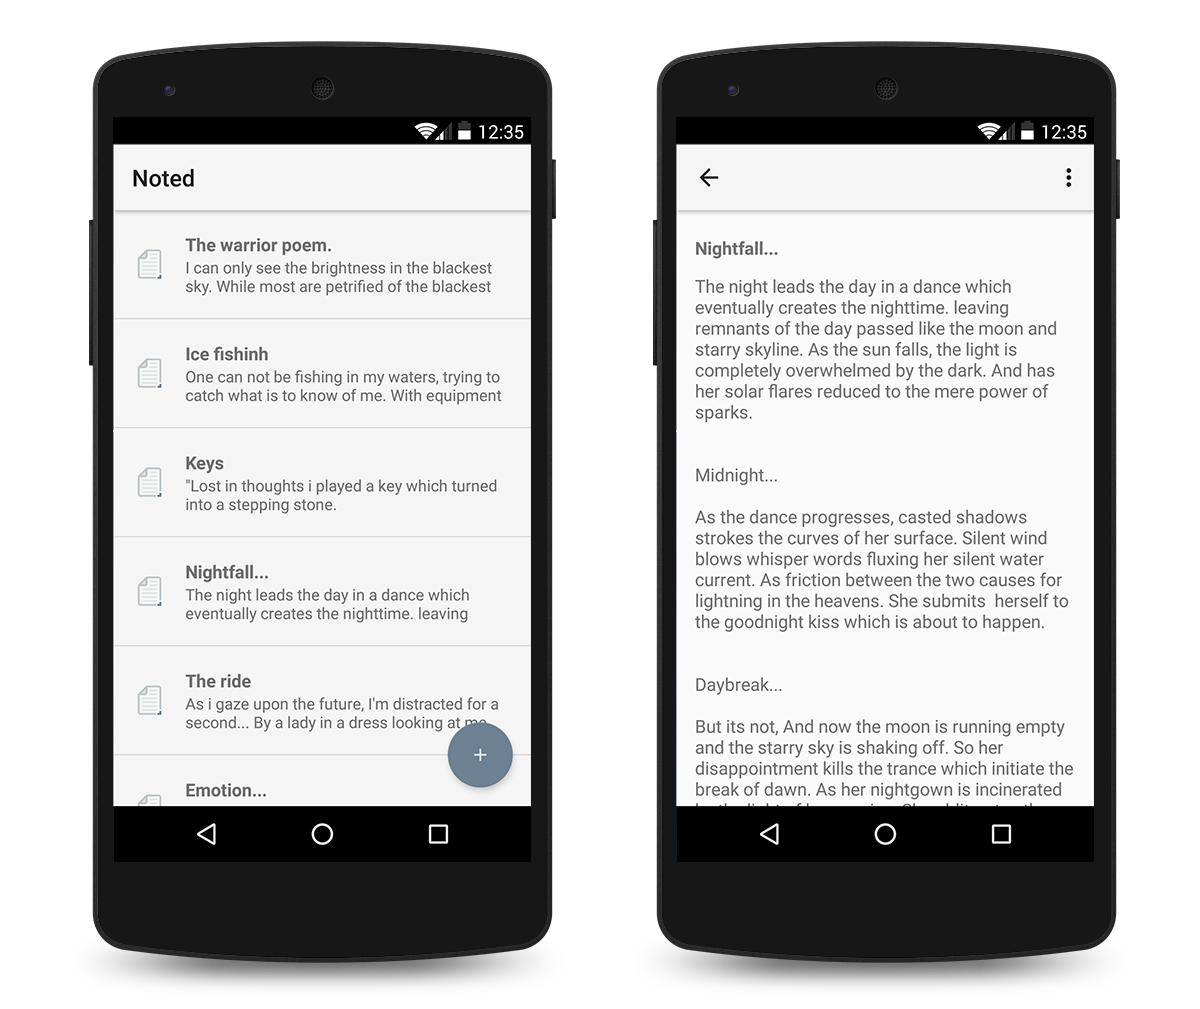 12:35
Noted
The warrior poem.
I can only see the brightness in the blackest
sky. While most are petrified of the blackest
Ice fishinh
One can not be fishing in my waters, trying to
catch what is to know of me. With equipment
Keys
"Lost in thoughts i played a key which turned
into a stepping stone.
Nightfall...
The night leads the day in a dance which
eventually creates the nighttime. leaving
The ride
As i gaze upon the future, I'm distracted for a
second... By a lady in a dress looking at me
Emotion...
12:35
Nightfall...
The night leads the day in a dance which
eventually creates the nighttime. leaving
remnants of the day passed like the moon and
starry skyline. As the sun falls, the light is
completely overwhelmed by the dark. And has
her solar flares reduced to the mere power of
sparks.
Midnight...
As the dance progresses, casted shadows
strokes the curves of her surface. Silent wind
blows whisper words fluxing her silent water
current. As friction between the two causes for
lightning in the heavens. She submits  herself to
the goodnight kiss which is about to happen.
Daybreak...
But its not, And now the moon is running empty
and the starry sky is shaking off. So her
disappointment kills the trance which initiate the
break of dawn. As her nightgown is incinerated